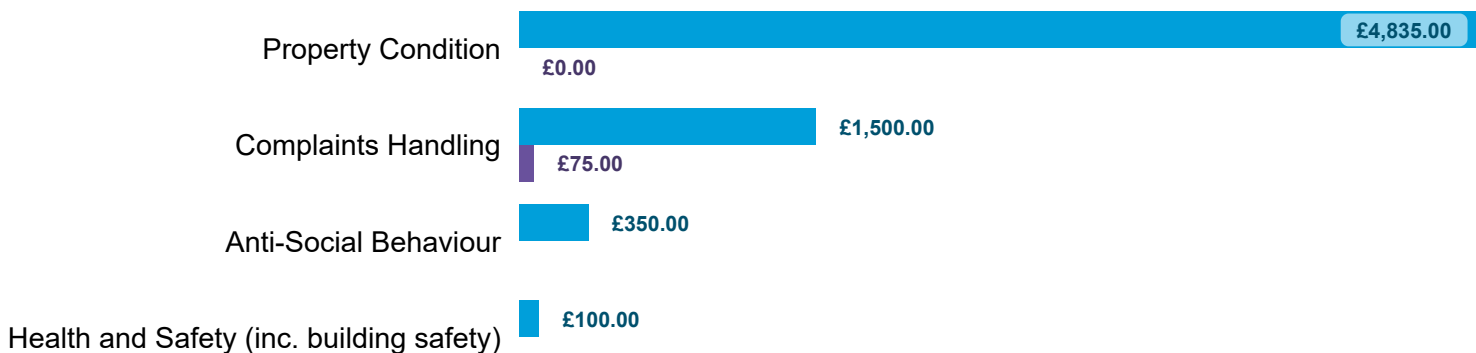 Property Condition
£4,835.00
£0.00
Complaints Handling
£1,500.00
£75.00
Anti-Social Behaviour
£350.00
Health and Safety (inc. building safety)
£100.00